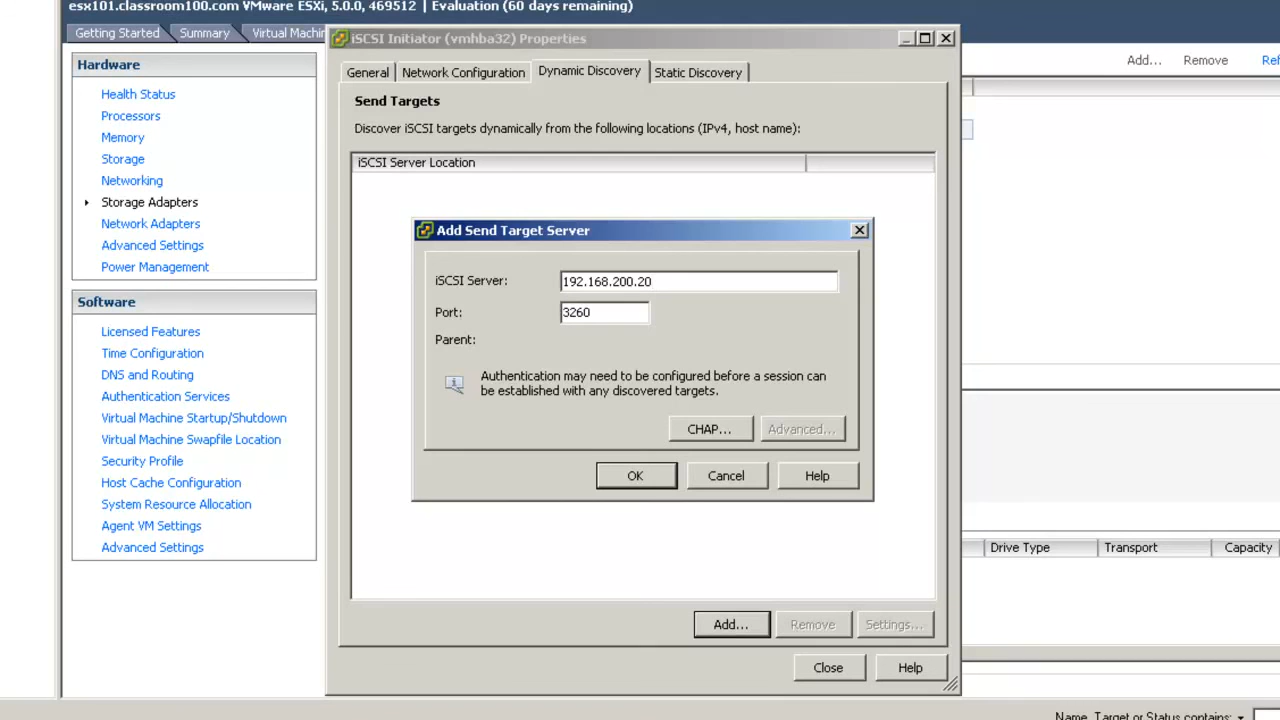 esx101.classroom100.com VMware ESXi, 5.0.0, 469512 | Evaluation (60 days remaining)
Getting Started Summary Virtual Machin
iSCSI Initiator (vmhba32) Properties
Hardware
Health Status
Processors
Memory
Storage
Networking
Storage Adapters
Network Adapters
Advanced Settings
Power Management
Software
Licensed Features
Time Configuration
DNS and Routing
Authentication Services
Virtual Machine Startup/Shutdown
Virtual Machine Swapfile Location
Security Profile
Host Cache Configuration
System Resource Allocation
Agent VM Settings
Advanced Settings
General Network Configuration Dynamic Discovery Static Discovery
Send Targets
Discover iSCSI targets dynamically from the following locations (IPv4, host name):
iSCSI Server Location
Add Send Target Server
iSCSI Server: 192.168.200.20
Port: 3260
Parent:
Authentication may need to be configured before a session can
be established with any discovered targets.
CHAP... Advanced...
OK Cancel Help
Add... Remove Settings...
Close Help
Add... Remove Ref
Drive Type Transport Capacity
Name, Target or Status contains: